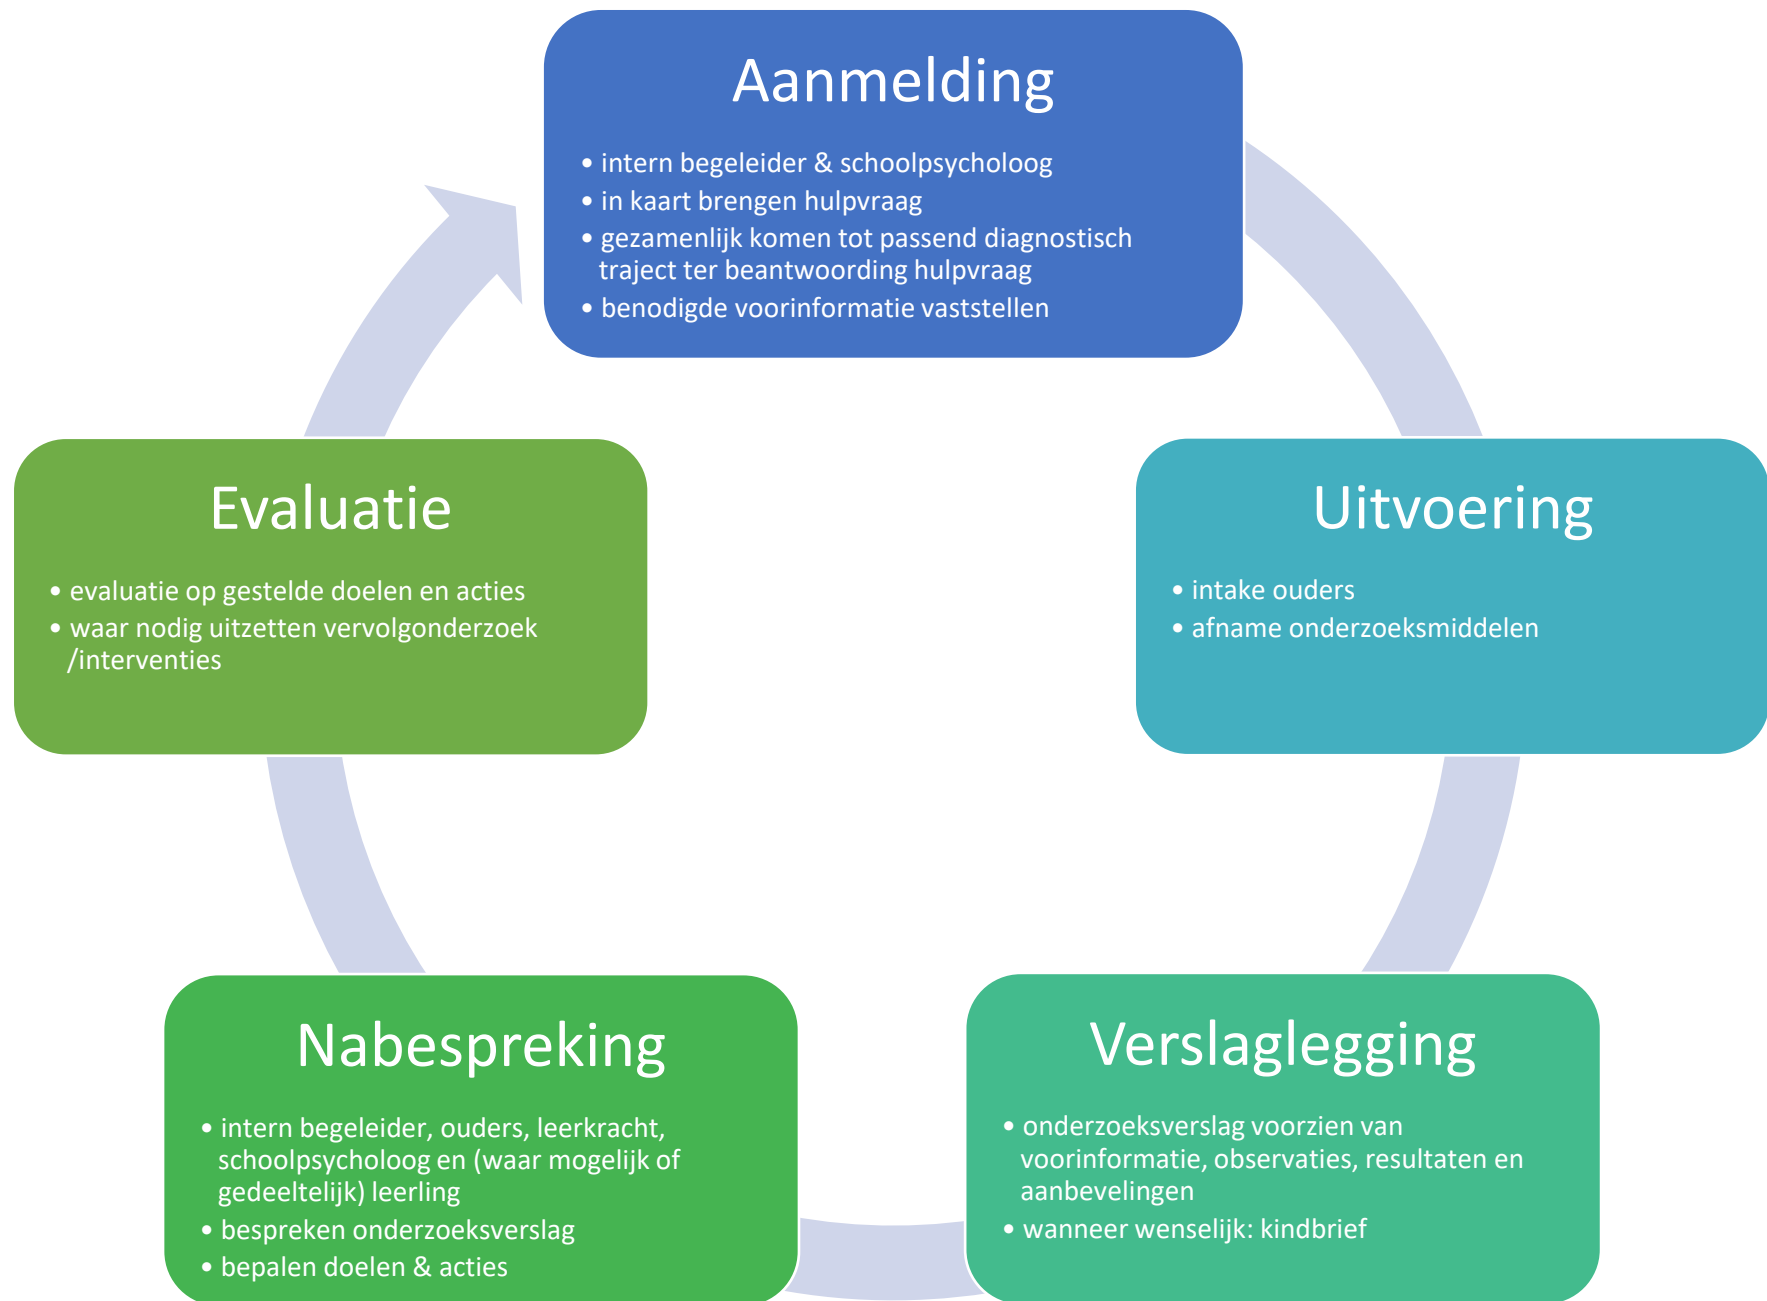 Aanmelding
• intern begeleider & schoolpsycholoog
• in kaart brengen hulpvraag
• gezamenlijk komen tot passend diagnostisch
traject ter beantwoording hulpvraag
• benodigde voorinformatie vaststellen
Uitvoering
• intake ouders
• afname onderzoeksmiddelen
Verslaglegging
• onderzoeksverslag voorzien van
voorinformatie, observaties, resultaten en
aanbevelingen
• wanneer wenselijk: kindbrief
Nabespreking
• intern begeleider, ouders, leerkracht,
schoolpsycholoog en (waar mogelijk of
gedeeltelijk) leerling
• bespreken onderzoeksverslag
• bepalen doelen & acties
Evaluatie
• evaluatie op gestelde doelen en acties
• waar nodig uitzetten vervolgonderzoek
/interventies